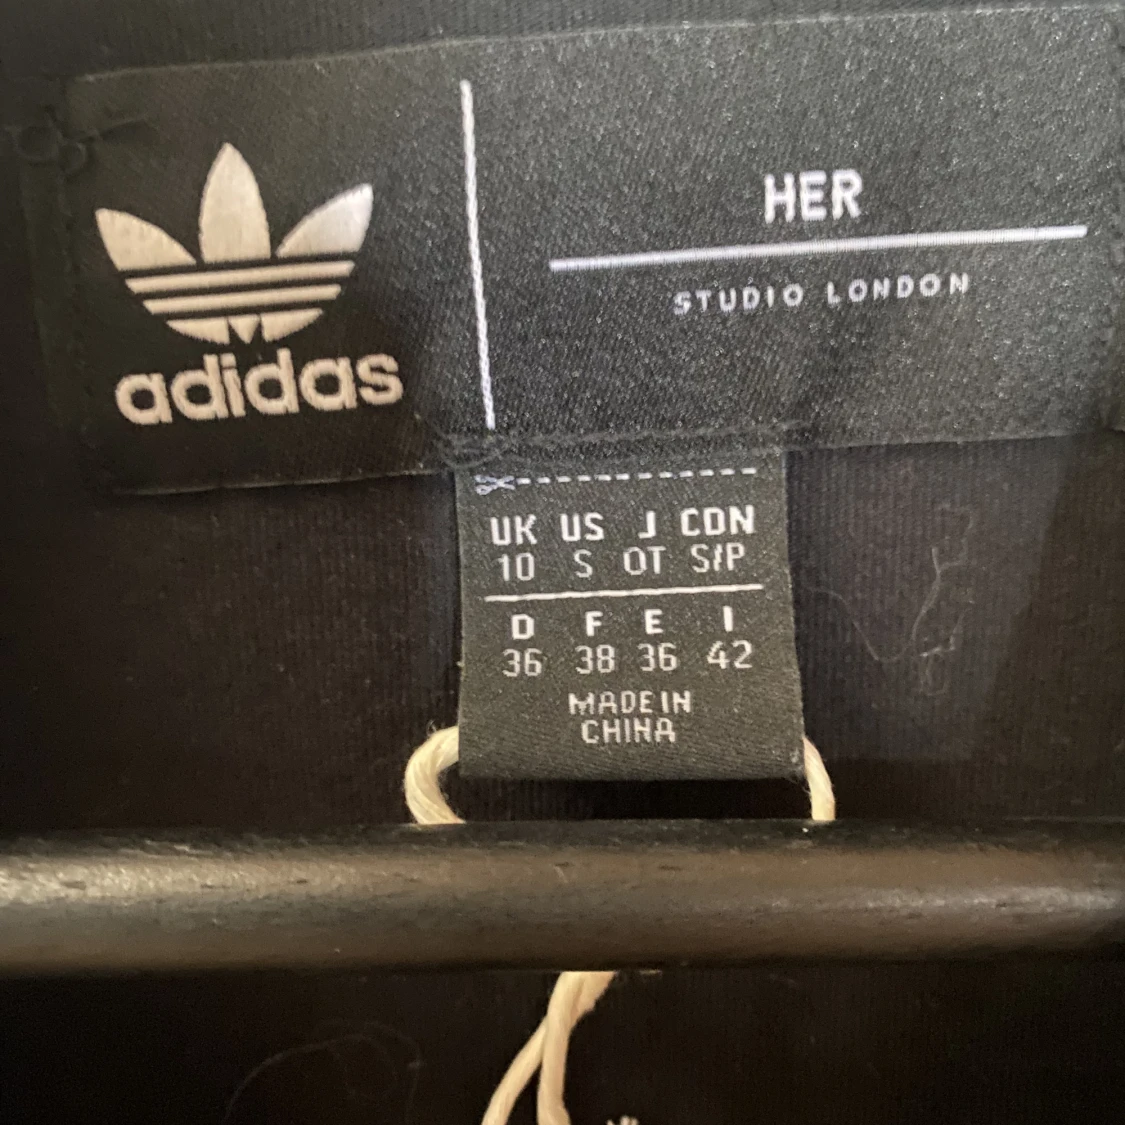 adidas
HER
STUDIO LONDON
UK US J CDN
10 S OT S/P
D F E I
36 38 36 42
MADE IN
CHINA